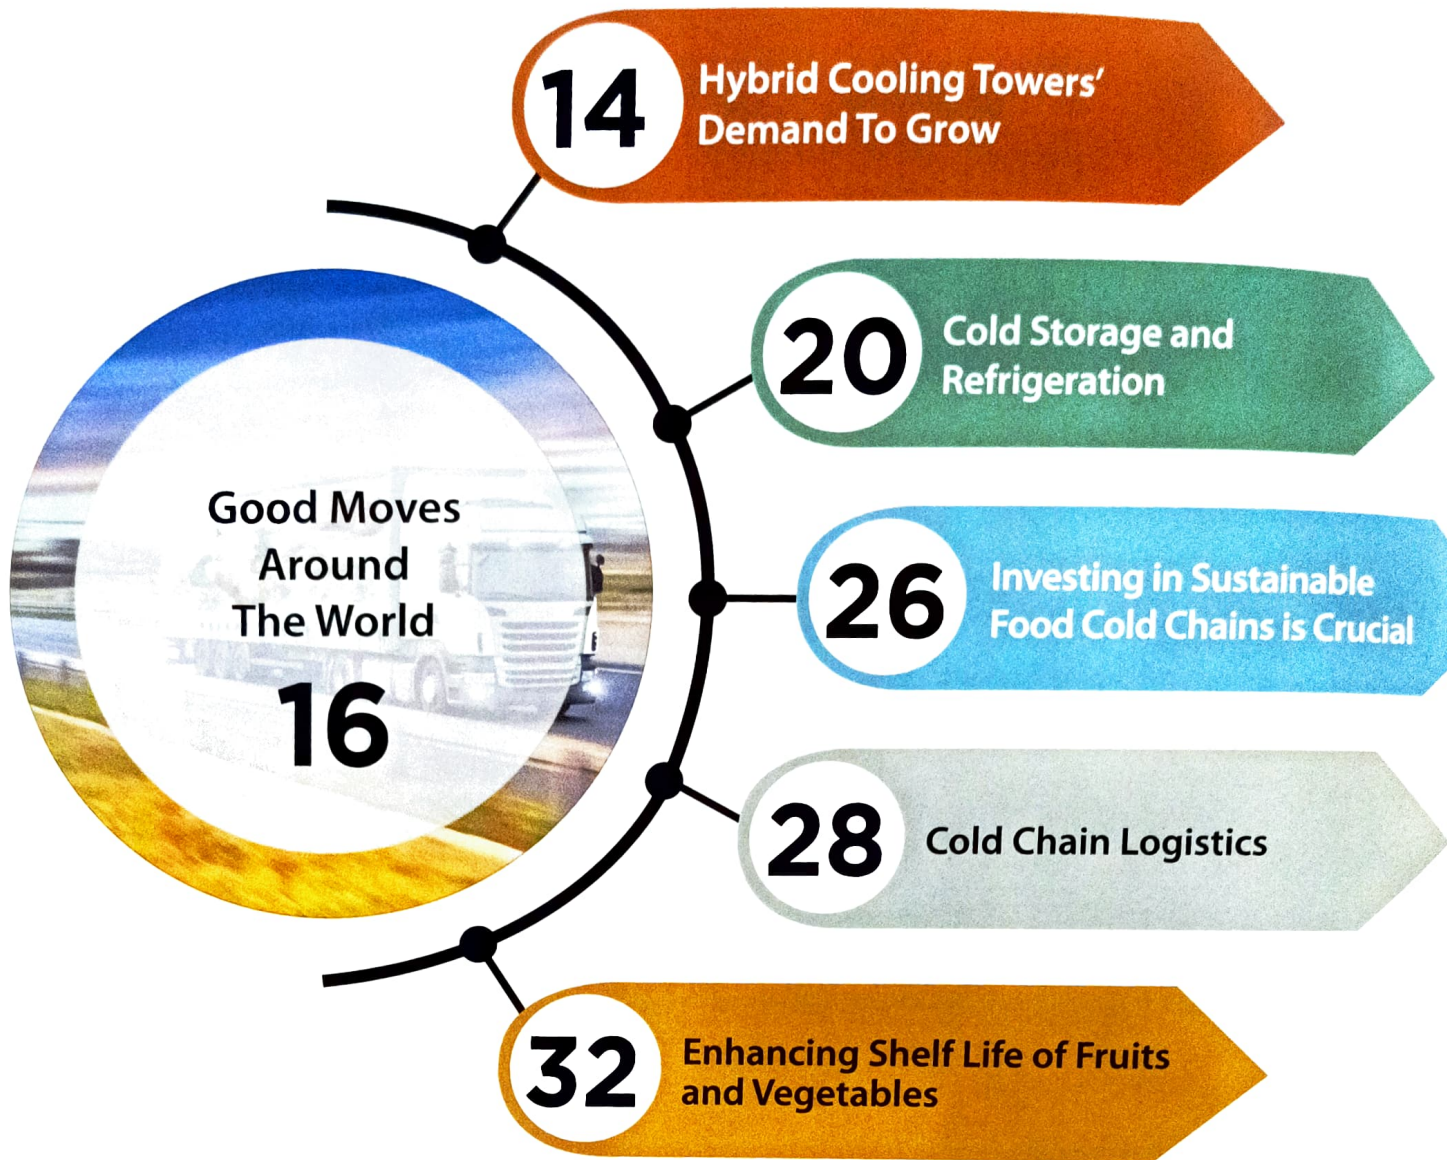 14
Hybrid Cooling Towers’
Demand To Grow
20
Cold Storage and
Refrigeration
Good Moves
Around
The World
16
26
Investing in Sustainable
Food Cold Chains is Crucial
28
Cold Chain Logistics
32
Enhancing Shelf Life of Fruits
and Vegetables